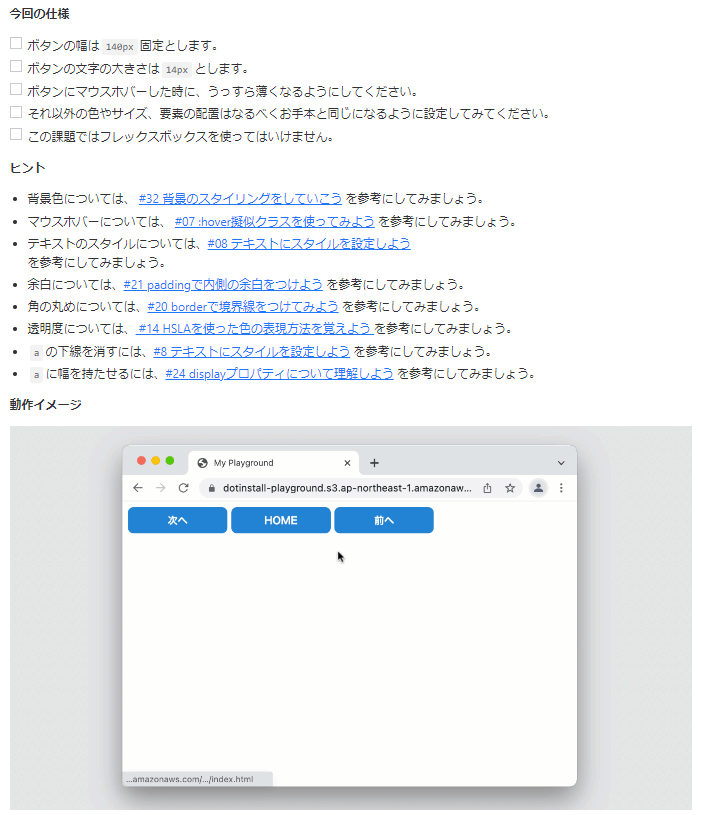 今回の仕様
ボタンの幅は 140px 固定とします。
ボタンの文字の大きさは 14px とします。
ボタンにマウスホバーした時に、うっすら薄くなるようにしてください。
それ以外の色やサイズ、要素の配置はなるべくお手本と同じになるように設定してみてください。
この課題ではフレックスボックスを使ってはいけません。
ヒント
背景色については、 #32 背景のスタイリングをしていこう を参考にしてみましょう。
マウスホバーについては、 #07 :hover擬似クラスを使ってみよう を参考にしてみましょう。
テキストのスタイルについては、#08 テキストにスタイルを設定しよう
を参考にしてみましょう。
余白については、#21 paddingで内側の余白をつけよう を参考にしてみましょう。
角の丸めについては、#20 borderで境界線をつけてみよう を参考にしてみましょう。
透明度については、 #14 HSLAを使った色の表現方法を覚えよう を参考にしてみましょう。
a の下線を消すには、#8 テキストにスタイルを設定しよう を参考にしてみましょう。
a に幅を持たせるには、#24 displayプロパティについて理解しよう を参考にしてみましょう。
動作イメージ
My Playground
dotinstall-playground.s3.ap-northeast-1.amazonaw...
次へ HOME 前へ
...amazonaws.com/.../index.html